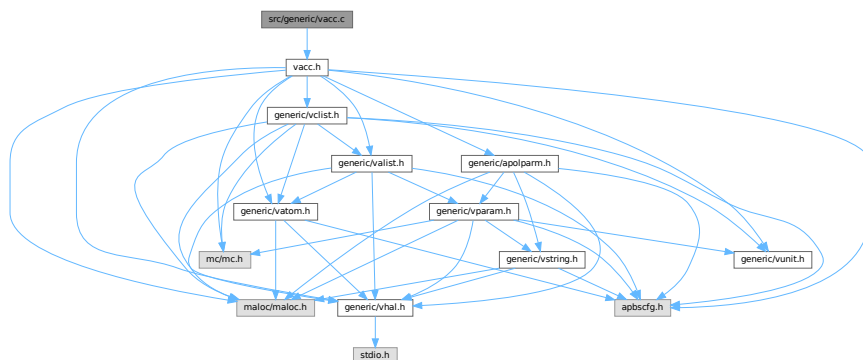 src/generic/vacc.c
vacc.h
generic/vclist.h
generic/valist.h
generic/apolparm.h
generic/vatom.h
generic/vparam.h
mc/mc.h
generic/vstring.h
generic/vunit.h
maloc/maloc.h
generic/vhal.h
apbscfg.h
stdio.h